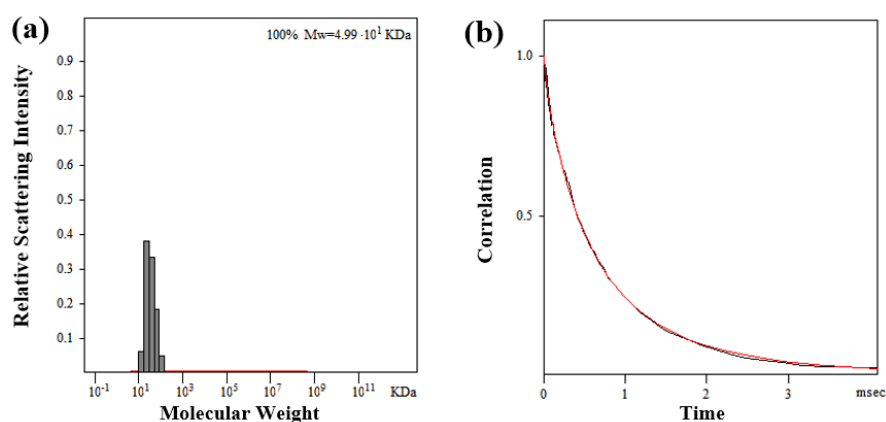 (a)
100% Mw=4.99 ·10¹ KDa
0.9
0.8
0.7
0.6
0.5
0.4
0.3
0.2
0.1
Relative Scattering Intensity
10⁻¹ 10¹ 10³ 10⁵ 10⁷ 10⁹ 10¹¹ KDa
Molecular Weight
(b)
1.0
0.5
Correlation
0 1 2 3 msec
Time